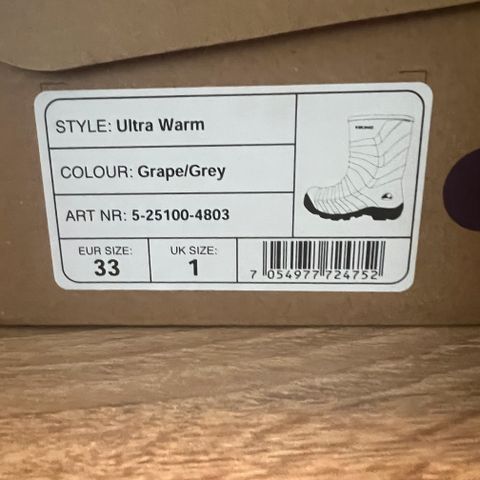 STYLE: Ultra Warm
COLOUR: Grape/Grey
ART NR: 5-25100-4803
EUR SIZE:
33
UK SIZE:
1
7 054977 724752
VIKING